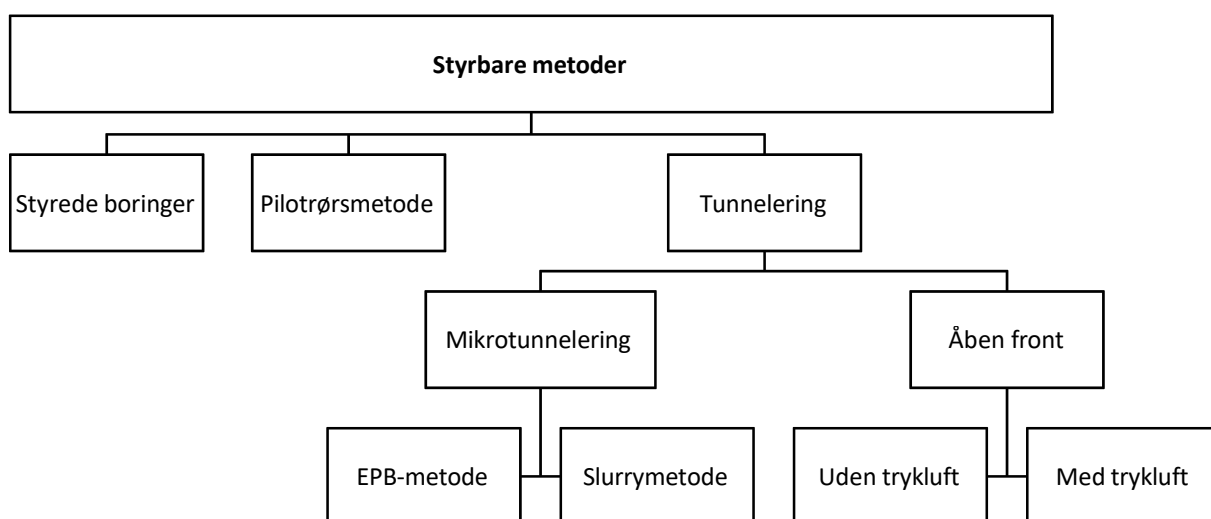 Styrbare metoder
Styrede boringer
Pilotrørsmetode
Tunnelering
Mikrotunnelering
Åben front
EPB-metode
Slurrymetode
Uden trykluft
Med trykluft